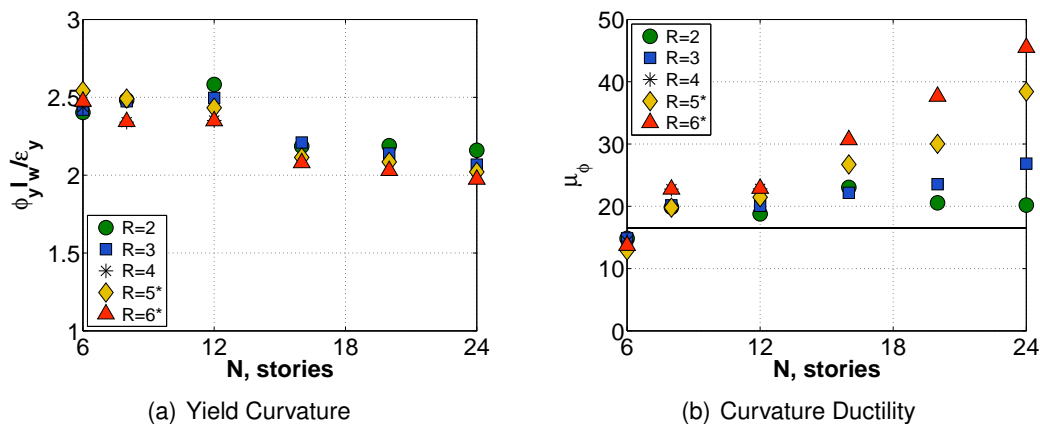 3
2.5
2
1.5
1
ϕy lw/εy
R=2
R=3
R=4
R=5*
R=6*
6
12
18
24
N, stories
(a) Yield Curvature
50
40
30
20
10
0
μϕ
R=2
R=3
R=4
R=5*
R=6*
6
12
18
24
N, stories
(b) Curvature Ductility